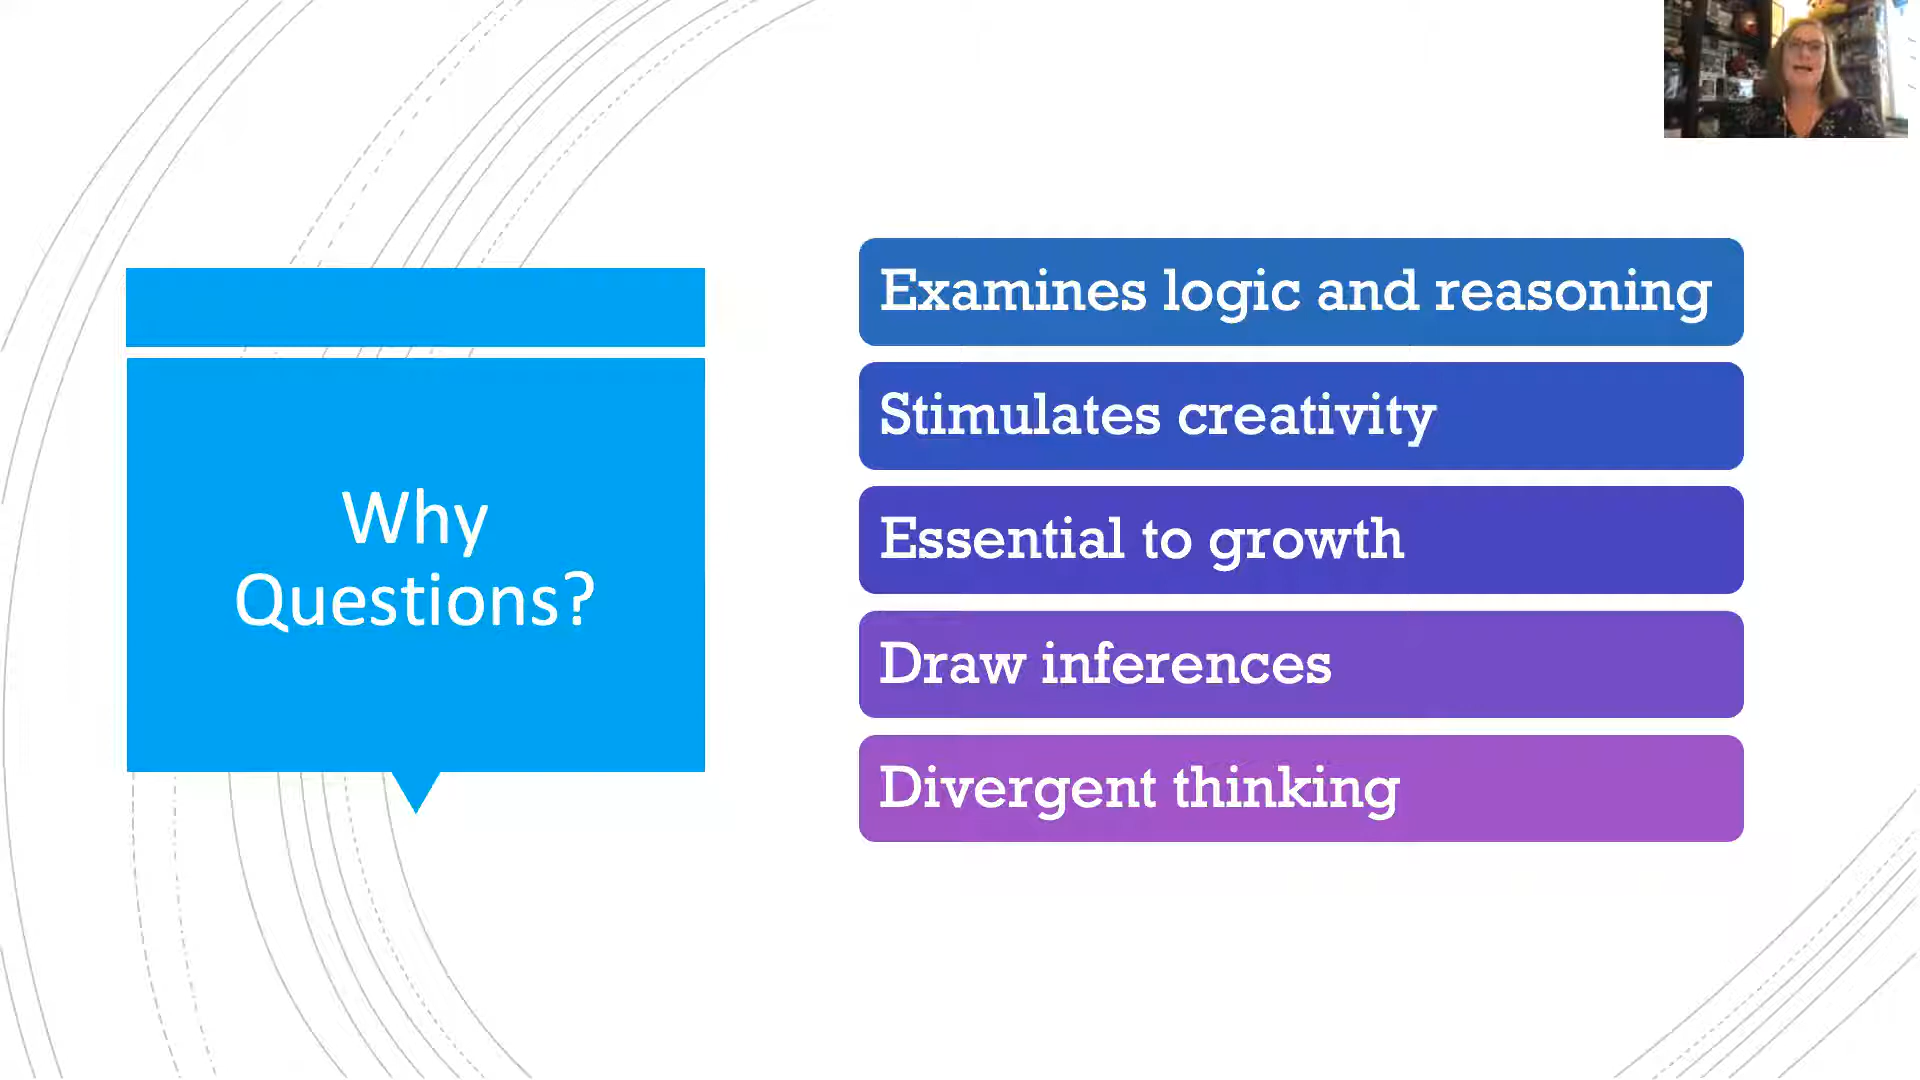 Why
Questions?
Examines logic and reasoning
Stimulates creativity
Essential to growth
Draw inferences
Divergent thinking